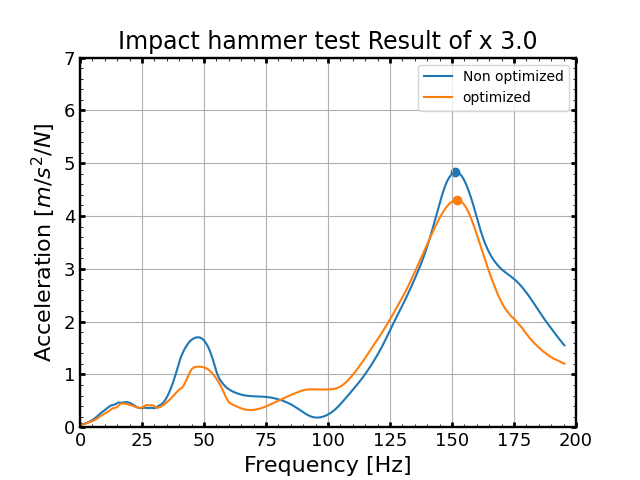 Impact hammer test Result of x 3.0
7
6
5
4
3
2
1
0
Acceleration [m/s²/N]
Non optimized
optimized
0 25 50 75 100 125 150 175 200
Frequency [Hz]